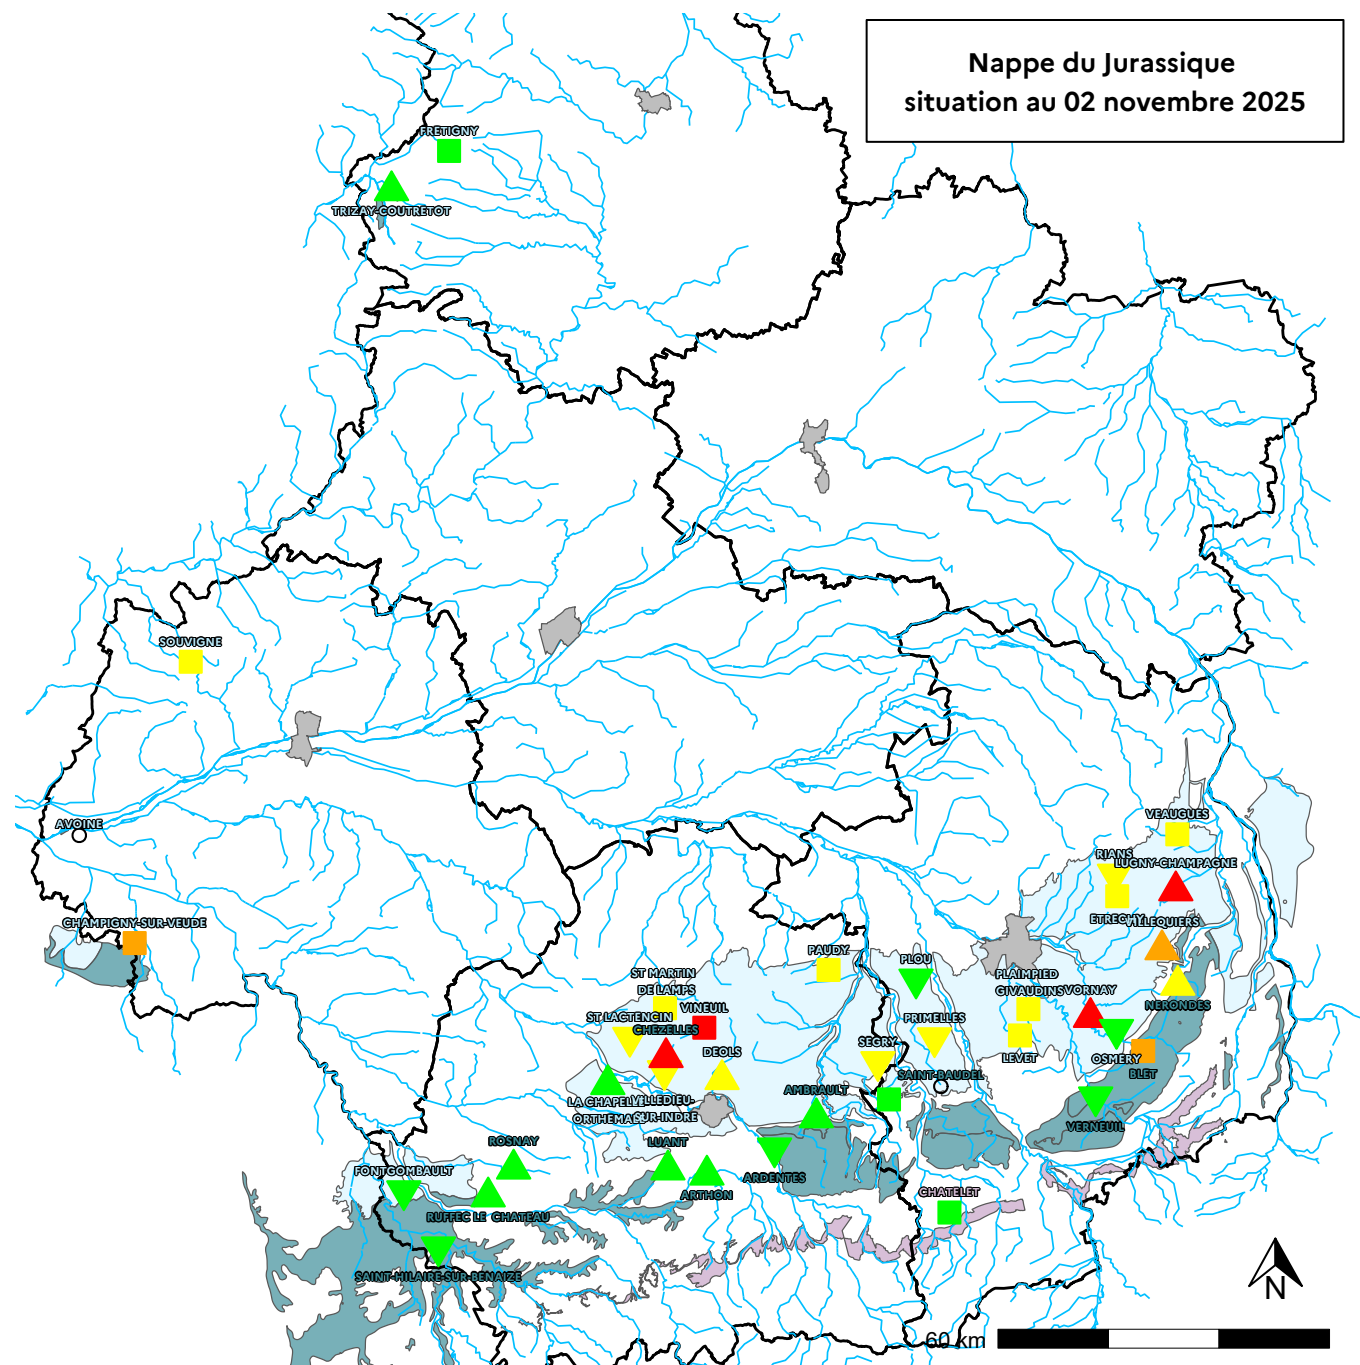 Nappe du Jurassique
situation au 02 novembre 2025
FRETIGNY
TRIZAY-COUTRETOT
SOUVIGNE
AVOINE
CHAMPIGNY-SUR-VEUDE
VEAUGUES
RIANS
LUGNY-CHAMPAGNE
ETRECHY
VILLEQUIERS
PAUDY
PLOU
ST MARTIN
DE LAMPS
PLAIMPIED
GIVAUDINS
VORNAY
NERONDES
VINEUIL
ST LACTENCIN
CHEZELLES
PRIMELLES
SEGRY
DEOLS
LEVET
OSMERY
BLET
SAINT-BAUDEL
AMBRAULT
LA CHAPELLE
ORTHEMALE
VILLEDIEU-
SUR-INDRE
VERNEUIL
ROSNAY
LUANT
FONTGOMBAULT
ARDENTES
ARTHON
CHATELET
RUFFEC LE CHATEAU
SAINT-HILAIRE-SUR-BENAIZE
N
60 km